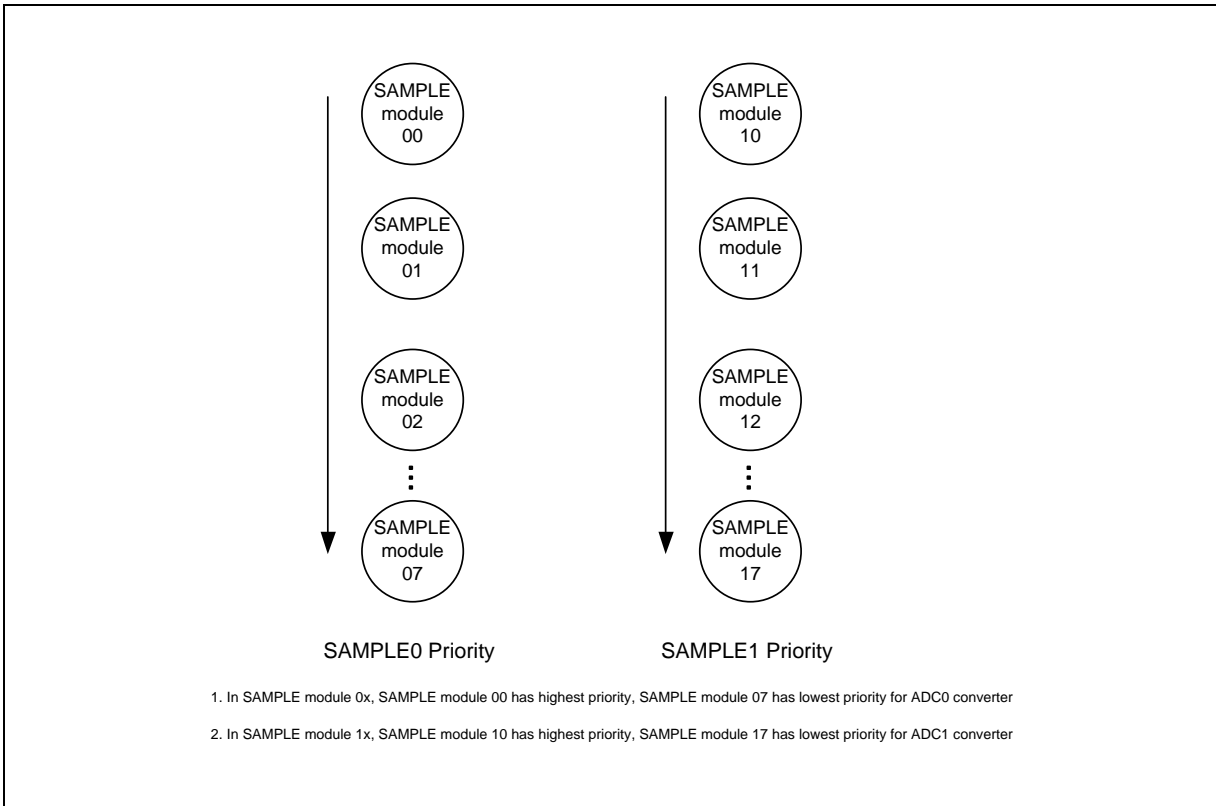 SAMPLE
module
00
SAMPLE
module
01
SAMPLE
module
02
SAMPLE
module
07
SAMPLE0 Priority
SAMPLE
module
10
SAMPLE
module
11
SAMPLE
module
12
SAMPLE
module
17
SAMPLE1 Priority
1. In SAMPLE module 0x, SAMPLE module 00 has highest priority, SAMPLE module 07 has lowest priority for ADC0 converter
2. In SAMPLE module 1x, SAMPLE module 10 has highest priority, SAMPLE module 17 has lowest priority for ADC1 converter